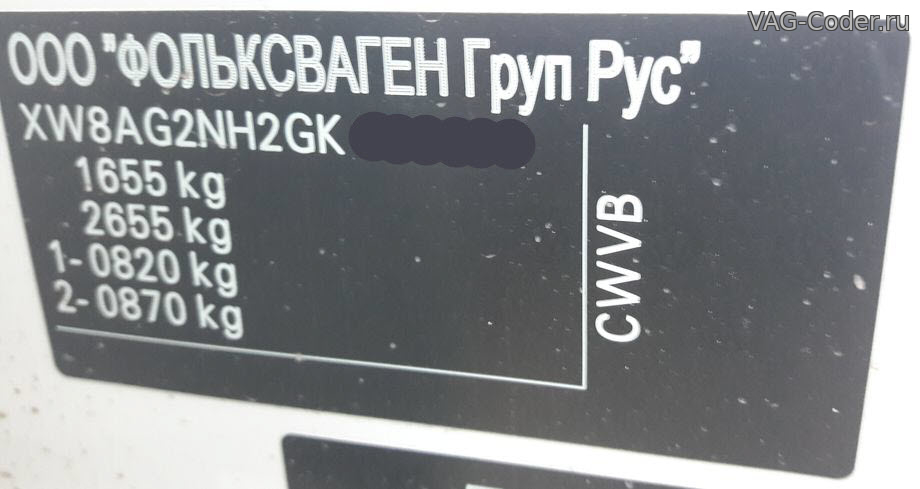 VAG-Coder.ru
ООО "ФОЛЬКСВАГЕН Груп Рус"
XW8AG2NH2GK
1655 kg
2655 kg
1- 0820 kg
2- 0870 kg
CWVB